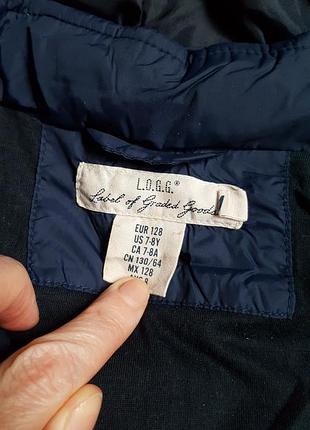 L.O.G.G.®
Label of Graded Goods
EUR 128
US 7-8Y
CA 7-8A
CN 130/64
MX 128